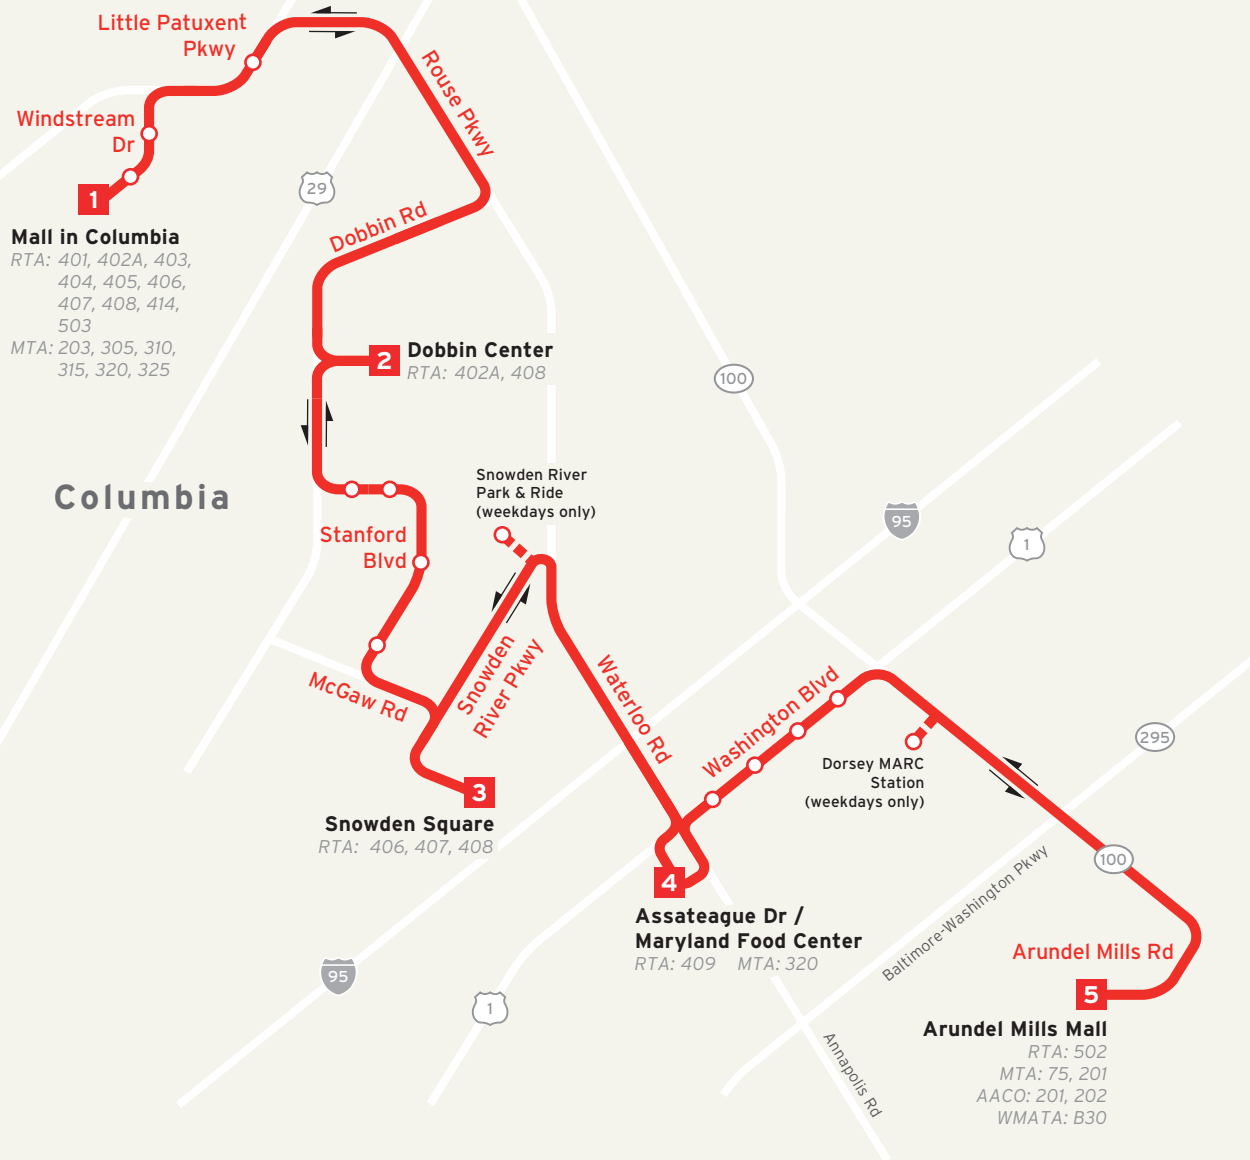 Little Patuxent
Pkwy
Rouse Pkwy
Windstream
Dr
1
Mall in Columbia
RTA: 401, 402A, 403,
404, 405, 406,
407, 408, 414,
503
MTA: 203, 305, 310,
315, 320, 325
29
Dobbin Rd
2
Dobbin Center
RTA: 402A, 408
100
Columbia
Snowden River
Park & Ride
(weekdays only)
95
1
Stanford
Blvd
McGaw Rd
Snowden
River Pkwy
Waterloo Rd
Washington Blvd
3
Snowden Square
RTA: 406, 407, 408
Dorsey MARC
Station
(weekdays only)
295
4
Assateague Dr /
Maryland Food Center
RTA: 409 MTA: 320
100
Baltimore-Washington Pkwy
95
1
Annapolis Rd
Arundel Mills Rd
5
Arundel Mills Mall
RTA: 502
MTA: 75, 201
AACO: 201, 202
WMATA: B30